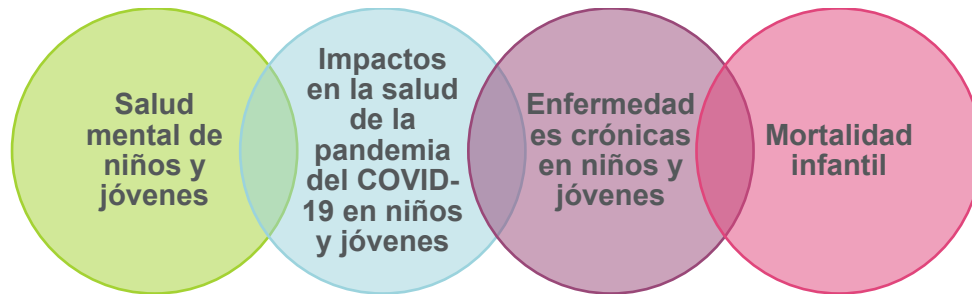 Salud
mental de
niños y
jóvenes
Impactos
en la salud
de la
pandemia
del COVID-
19 en niños
y jóvenes
Enfermedad
es crónicas
en niños y
jóvenes
Mortalidad
infantil